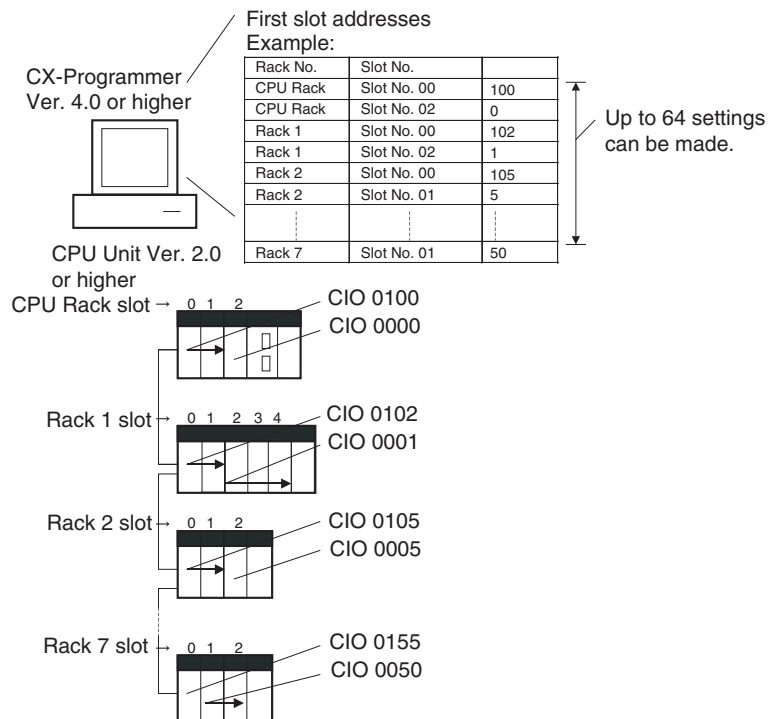 First slot addresses
Example:
CX-Programmer
Ver. 4.0 or higher
Rack No. Slot No.
CPU Rack Slot No. 00 100
CPU Rack Slot No. 02 0
Rack 1 Slot No. 00 102
Rack 1 Slot No. 02 1
Rack 2 Slot No. 00 105
Rack 2 Slot No. 01 5
Rack 7 Slot No. 01 50
Up to 64 settings
can be made.
CPU Unit Ver. 2.0
or higher
CPU Rack slot → 0 1 2
CIO 0100
CIO 0000
Rack 1 slot → 0 1 2 3 4
CIO 0102
CIO 0001
Rack 2 slot → 0 1 2
CIO 0105
CIO 0005
Rack 7 slot → 0 1 2
CIO 0155
CIO 0050